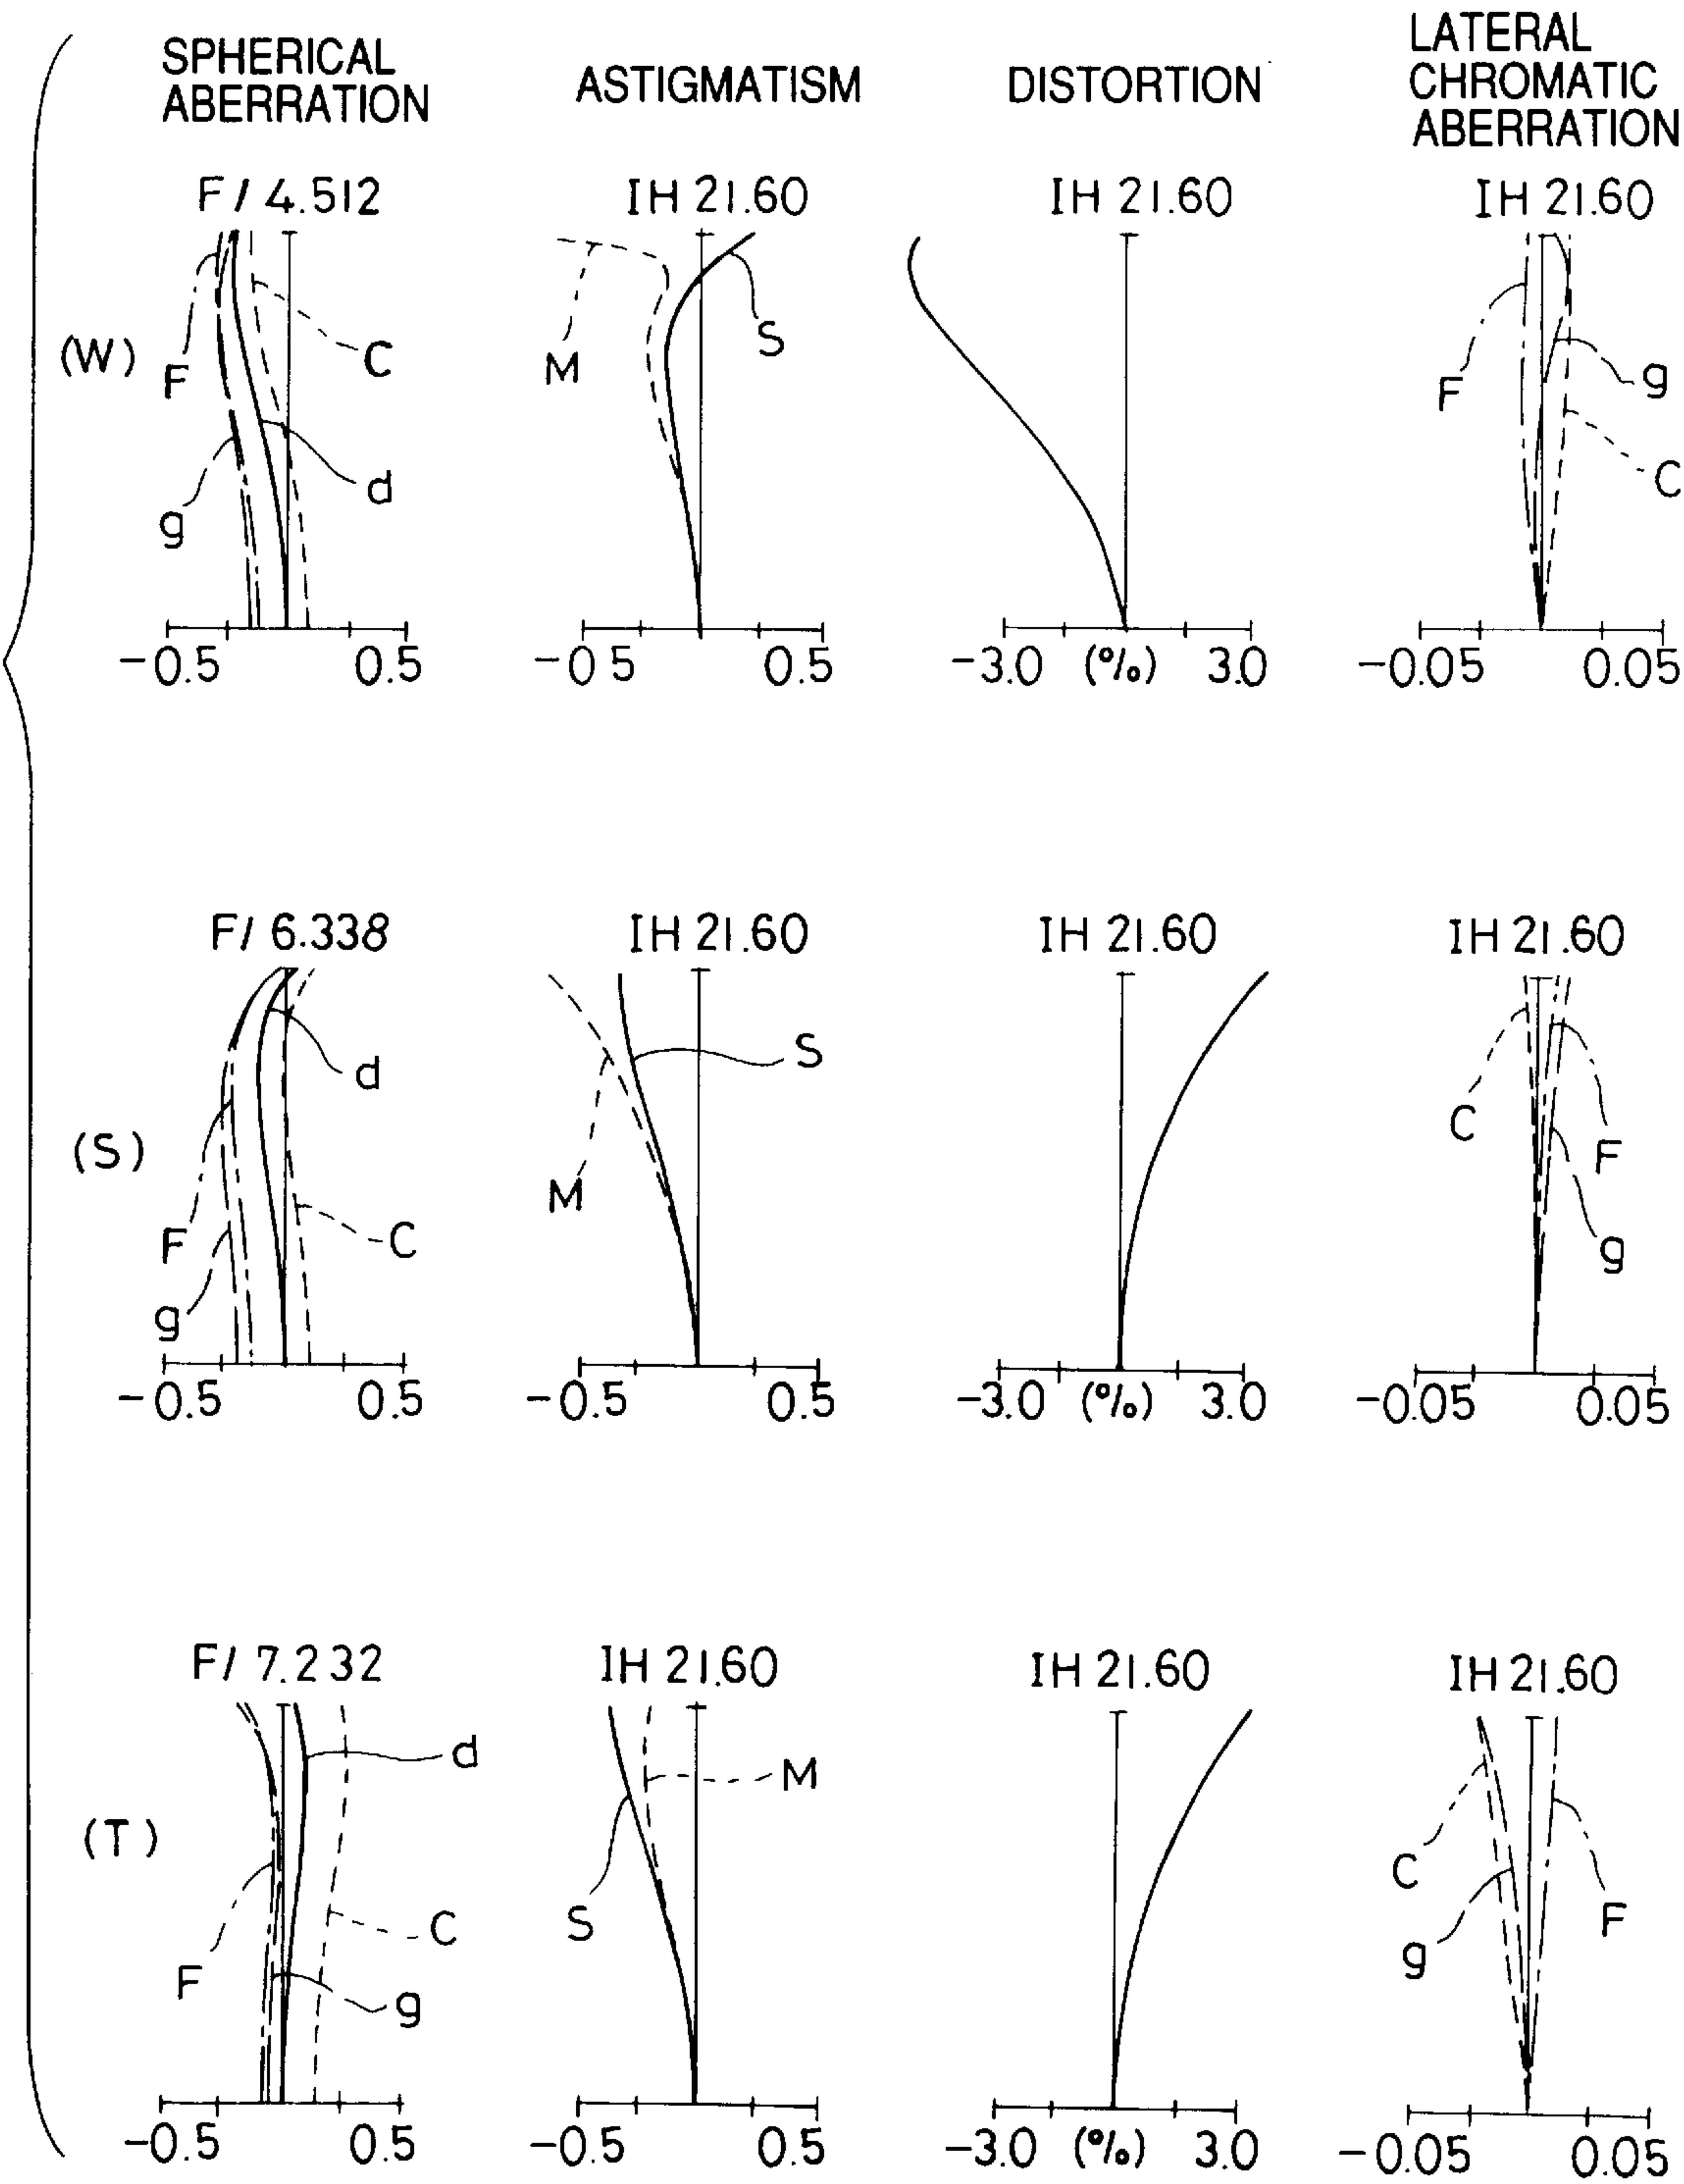 SPHERICAL
ABERRATION
ASTIGMATISM
DISTORTION
LATERAL
CHROMATIC
ABERRATION
(W)
F/4.512
F
C
g
d
-0.5 0.5
IH 21.60
M
S
-0.5 0.5
IH 21.60
-3.0 (%) 3.0
IH 21.60
F
g
C
-0.05 0.05
(S)
F/6.338
d
F
C
g
-0.5 0.5
IH 21.60
S
M
-0.5 0.5
IH 21.60
-3.0 (%) 3.0
IH 21.60
C
F
g
-0.05 0.05
(T)
F/7.232
d
C
F
g
-0.5 0.5
IH 21.60
M
S
-0.5 0.5
IH 21.60
-3.0 (%) 3.0
IH 21.60
C
F
g
-0.05 0.05